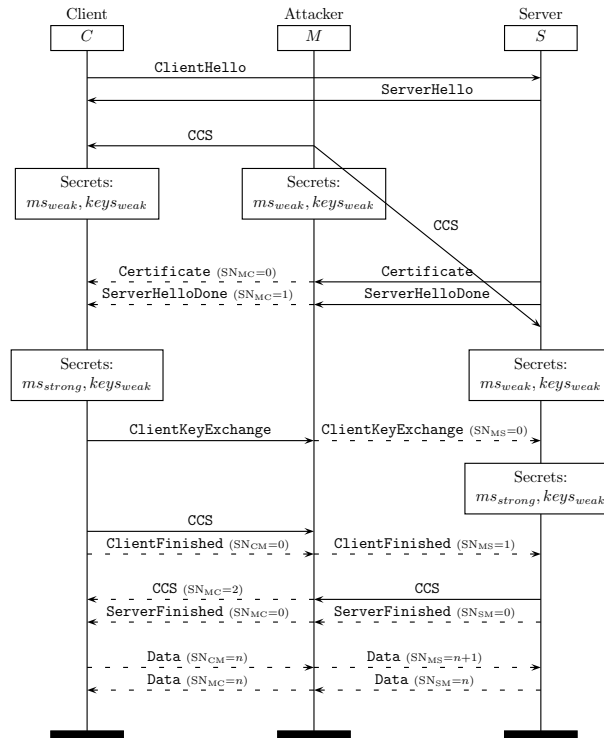 Client Attacker Server
C M S
ClientHello
ServerHello
CCS
Secrets: Secrets:
ms_weak, keys_weak ms_weak, keys_weak
CCS
Certificate (SN_MC=0) Certificate
ServerHelloDone (SN_MC=1) ServerHelloDone
Secrets: Secrets:
ms_strong, keys_weak ms_weak, keys_weak
ClientKeyExchange ClientKeyExchange (SN_MS=0)
Secrets:
ms_strong, keys_weak
CCS
ClientFinished (SN_CM=0) ClientFinished (SN_MS=1)
CCS (SN_MC=2) CCS
ServerFinished (SN_MC=0) ServerFinished (SN_SM=0)
Data (SN_CM=n) Data (SN_MS=n+1)
Data (SN_MC=n) Data (SN_SM=n)